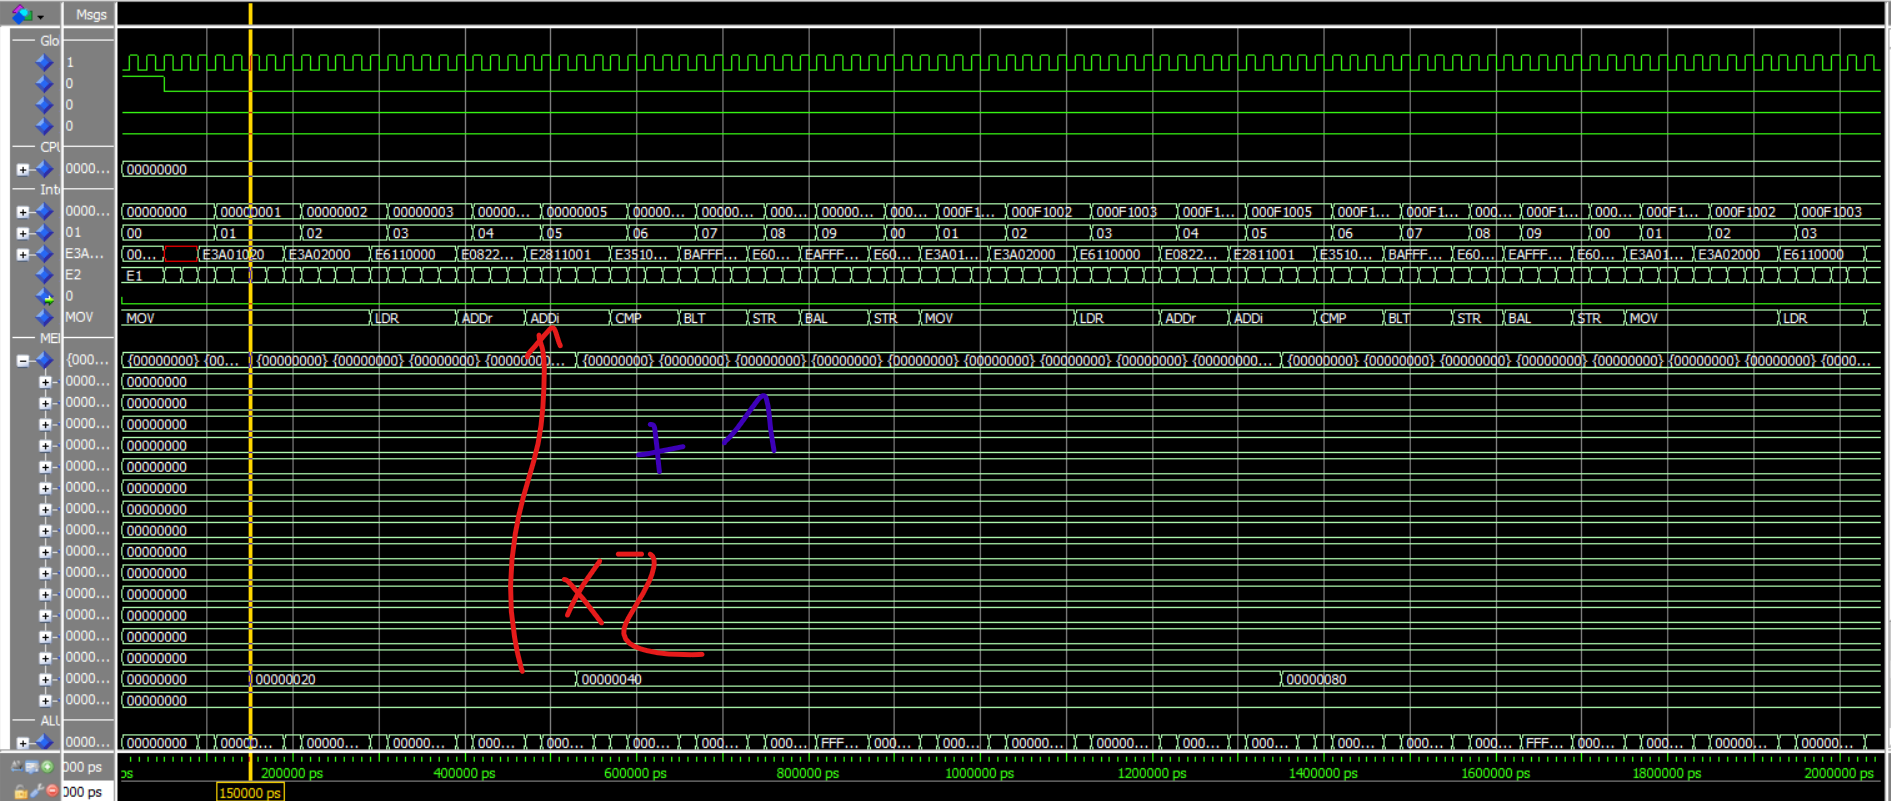 Msgs
Glo
1
0
0
0
CPU
0000... 00000000
Inte
0000... 00000000 00000001 00000002 00000003 00000... 00000005 00000... 00000... 000... 00000... 000... 000F1... 000F1002 000F1003 000F1... 000F1005 000F1... 000F1... 000... 000F1... 000... 000F1... 000F1002 000F1003
01 00 01 02 03 04 05 06 07 08 09 00 01 02 03 04 05 06 07 08 09 00 01 02 03
E3A... 00... E3A01020 E3A02000 E6110000 E0822... E2811001 E3510... BAFFF... E60... EAFFF... E60... E3A01... E3A02000 E6110000 E0822... E2811001 E3510... BAFFF... E60... EAFFF... E60... E3A01... E3A02000 E6110000
E2 E1
0
MOV MOV LDR ADDr ADDi CMP BLT STR BAL STR MOV LDR ADDr ADDi CMP BLT STR BAL STR MOV LDR
MEI
{000... {00000000} {00... {00000000} {00000000} {00000000} {0000000... {00000000} {00000000} {00000000} {00000000} {00000000} {00000000} {00000000} {00000000} {00000... {00000000} {00000000} {00000000} {00000000} {00000000} {00000000} {00000000} {0000...
0000... 00000000
0000... 00000000
0000... 00000000
0000... 00000000
+1
0000... 00000000
0000... 00000000
0000... 00000000
0000... 00000000
0000... 00000000
0000... 00000000
x2
0000... 00000000
0000... 00000000
0000... 00000000
0000... 00000000
0000... 00000000 00000020 00000040 00000080
0000... 00000000
ALU
0000... 00000000 00000... 00000... 00000... 000... 000... 000... 000... 000... FFF... 000... 000... 00000... 00000... 000... 000... 000... 000... 000... FFF... 000... 000... 00000... 00000...
000 ps ps 200000 ps 400000 ps 600000 ps 800000 ps 1000000 ps 1200000 ps 1400000 ps 1600000 ps 1800000 ps 2000000 ps
000 ps 150000 ps